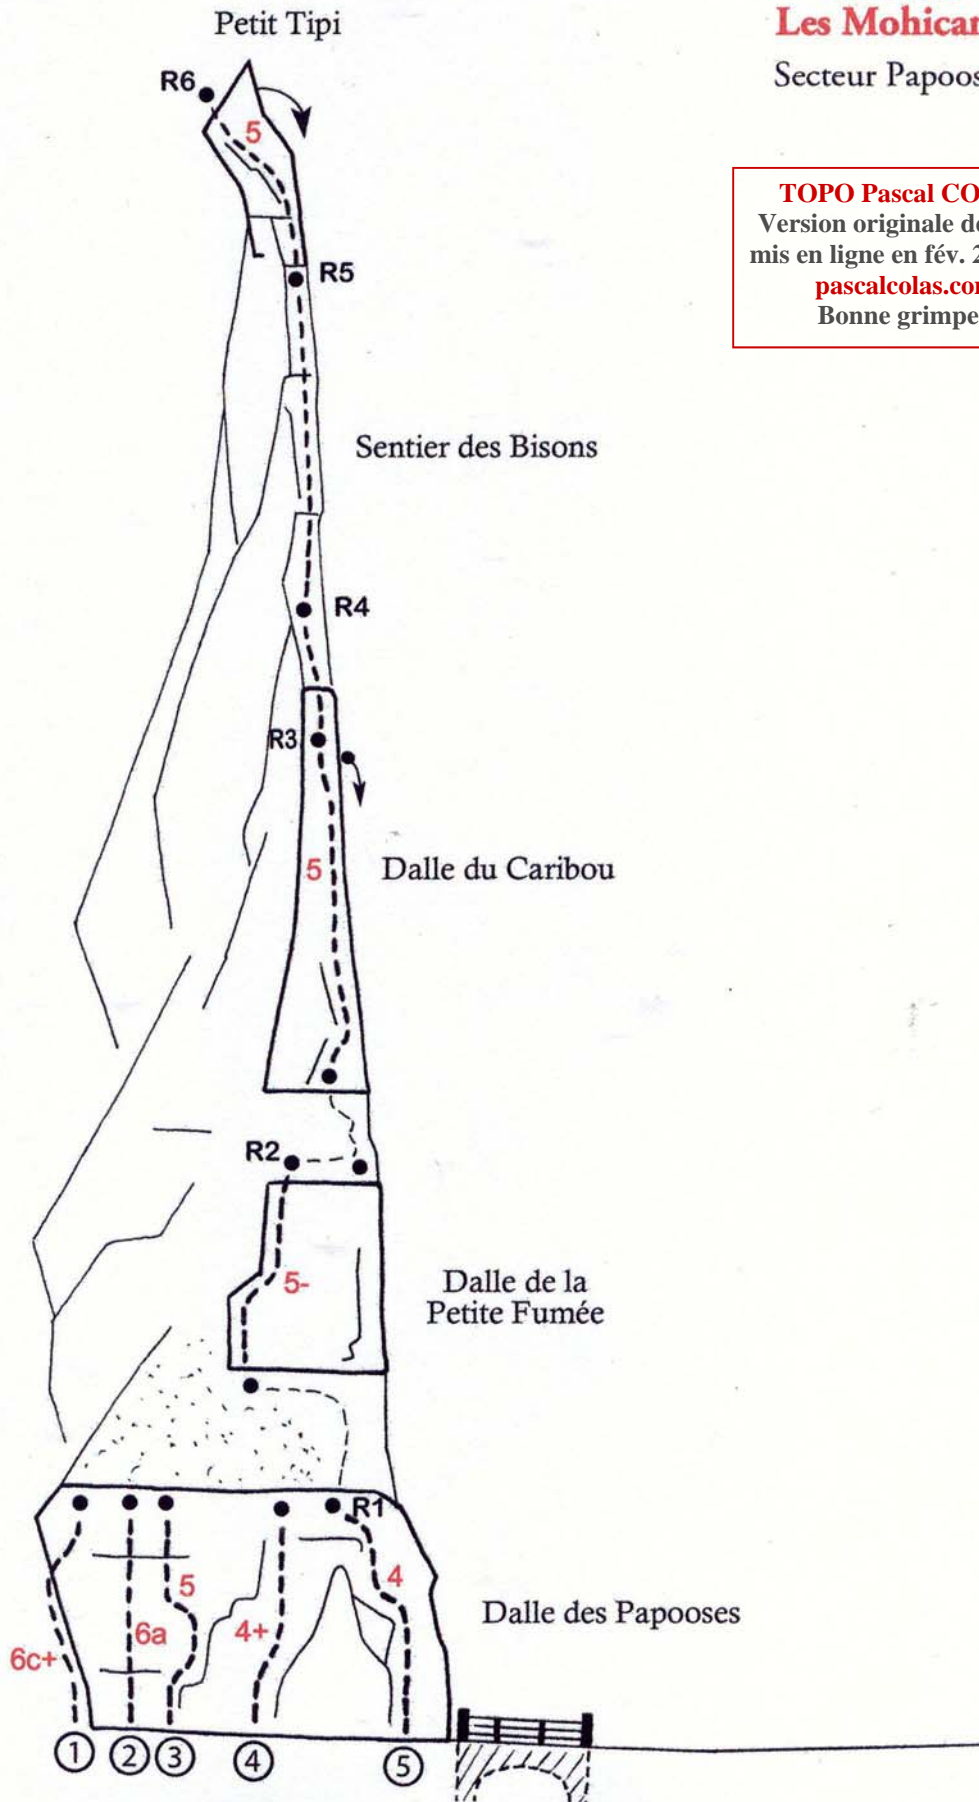 Petit Tipi
Les Mohican
Secteur Papoos
R6
5
TOPO Pascal CO
Version originale de
mis en ligne en fév. 2
pascalcolas.co
Bonne grimpe
R5
Sentier des Bisons
R4
R3
5
Dalle du Caribou
R2
5-
Dalle de la
Petite Fumée
R1
5
4
6a
4+
Dalle des Papooses
6c+
1 2 3 4 5